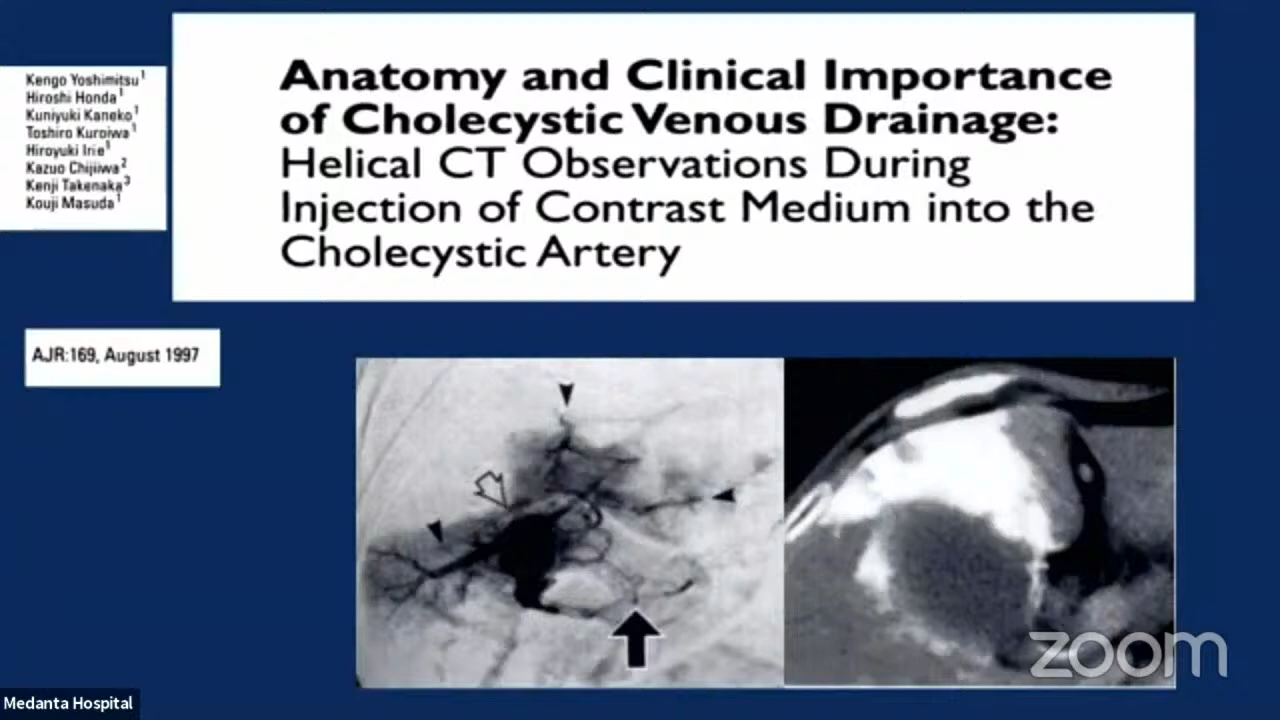 Kengo Yoshimitsu1
Hiroshi Honda1
Kuniyuki Kaneko1
Toshiro Kuroiwa1
Hiroyuki Irie1
Kazuo Chijiiwa2
Kenji Takenaka3
Kouji Masuda1
Anatomy and Clinical Importance
of Cholecystic Venous Drainage:
Helical CT Observations During
Injection of Contrast Medium into the
Cholecystic Artery
AJR:169, August 1997
zoom
Medanta Hospital